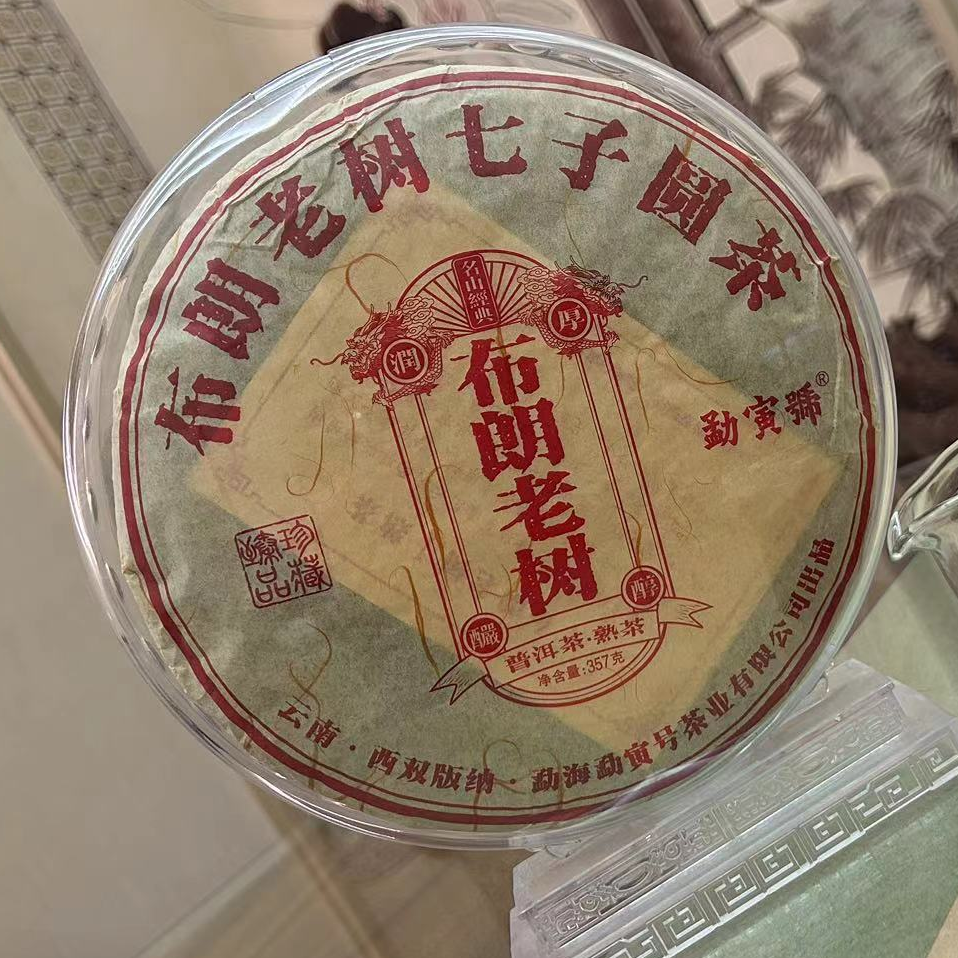 布朗老树七子圆茶
名山經典
潤
厚
布朗老树
勐寅號®
珍藏
品
釅
醇
普洱茶·熟茶
净含量:357克
云南·西双版纳·勐海勐寅号茶业有限公司出品